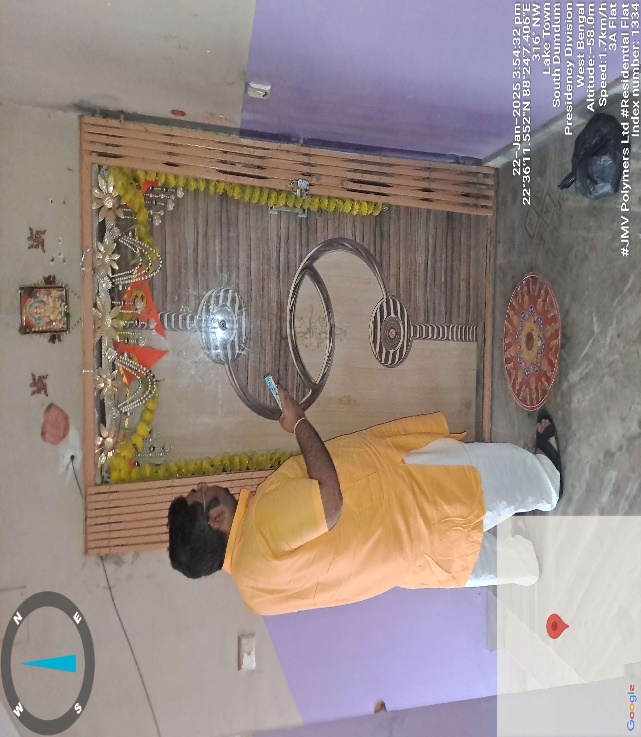 22-Jan-2025 3:54:32 pm
22°36'11.552"N 88°24'7.406"E
316° NW
Lake Town
South Dumdum
Presidency Division
West Bengal
Altitude:-58.0m
Speed:1.7km/h
3A Flat
#JMV Polymers Ltd #Residential Flat
Index number: 1334
N
E
S
W
Google